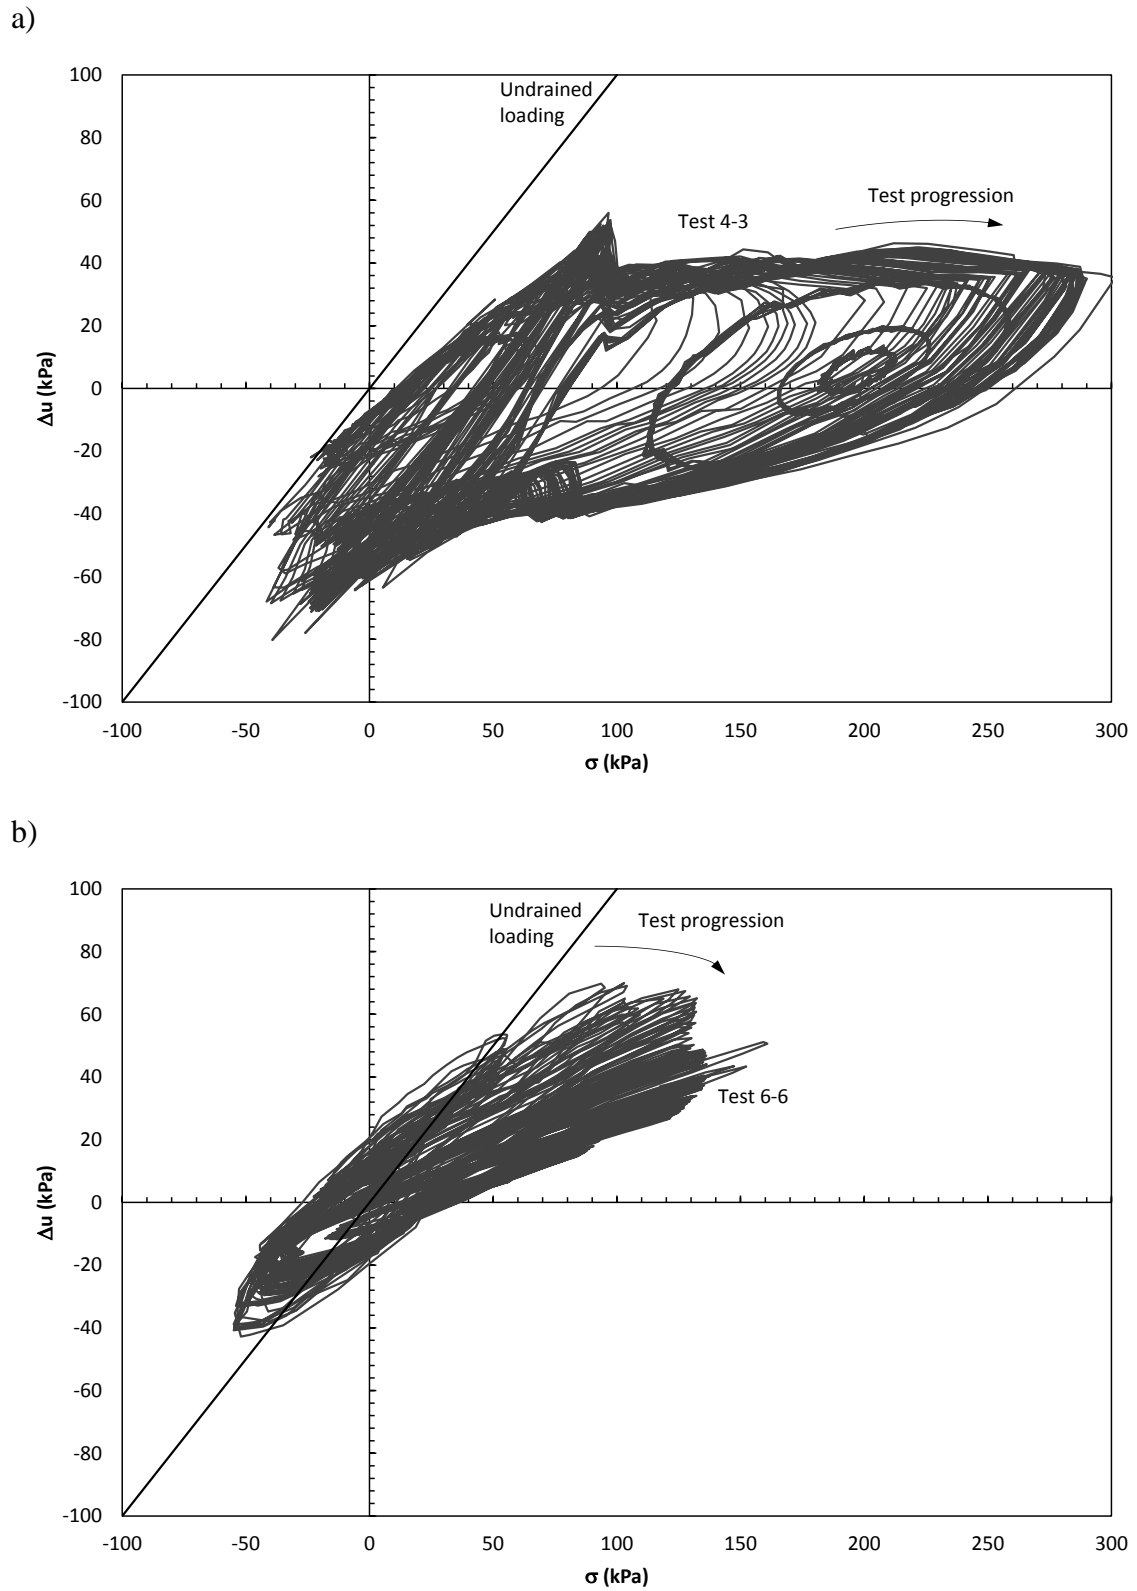 a)
100
Undrained
loading
80
60
Test progression
Test 4-3
40
20
0
-20
-40
-60
-80
-100
Δu (kPa)
-100 -50 0 50 100 150 200 250 300
σ (kPa)
b)
100
Undrained
loading
Test progression
80
60
40
Test 6-6
20
0
-20
-40
-60
-80
-100
Δu (kPa)
-100 -50 0 50 100 150 200 250 300
σ (kPa)